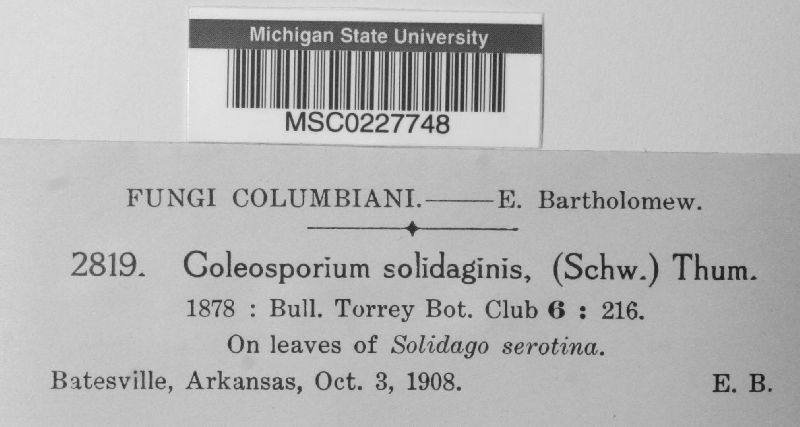 Michigan State University
MSC0227748
FUNGI COLUMBIANI.——E. Bartholomew.
2819. Coleosporium solidaginis, (Schw.) Thum.
1878 : Bull. Torrey Bot. Club 6 : 216.
On leaves of Solidago serotina.
Batesville, Arkansas, Oct. 3, 1908. E. B.